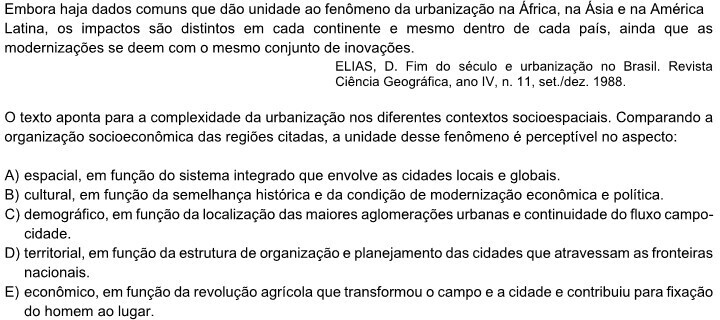 Embora haja dados comuns que dão unidade ao fenômeno da urbanização na África, na Ásia e na América
Latina, os impactos são distintos em cada continente e mesmo dentro de cada país, ainda que as
modernizações se deem com o mesmo conjunto de inovações.
ELIAS, D. Fim do século e urbanização no Brasil. Revista
Ciência Geográfica, ano IV, n. 11, set./dez. 1988.
O texto aponta para a complexidade da urbanização nos diferentes contextos socioespaciais. Comparando a
organização socioeconômica das regiões citadas, a unidade desse fenômeno é perceptível no aspecto:
A) espacial, em função do sistema integrado que envolve as cidades locais e globais.
B) cultural, em função da semelhança histórica e da condição de modernização econômica e política.
C) demográfico, em função da localização das maiores aglomerações urbanas e continuidade do fluxo campo-
cidade.
D) territorial, em função da estrutura de organização e planejamento das cidades que atravessam as fronteiras
nacionais.
E) econômico, em função da revolução agrícola que transformou o campo e a cidade e contribuiu para fixação
do homem ao lugar.